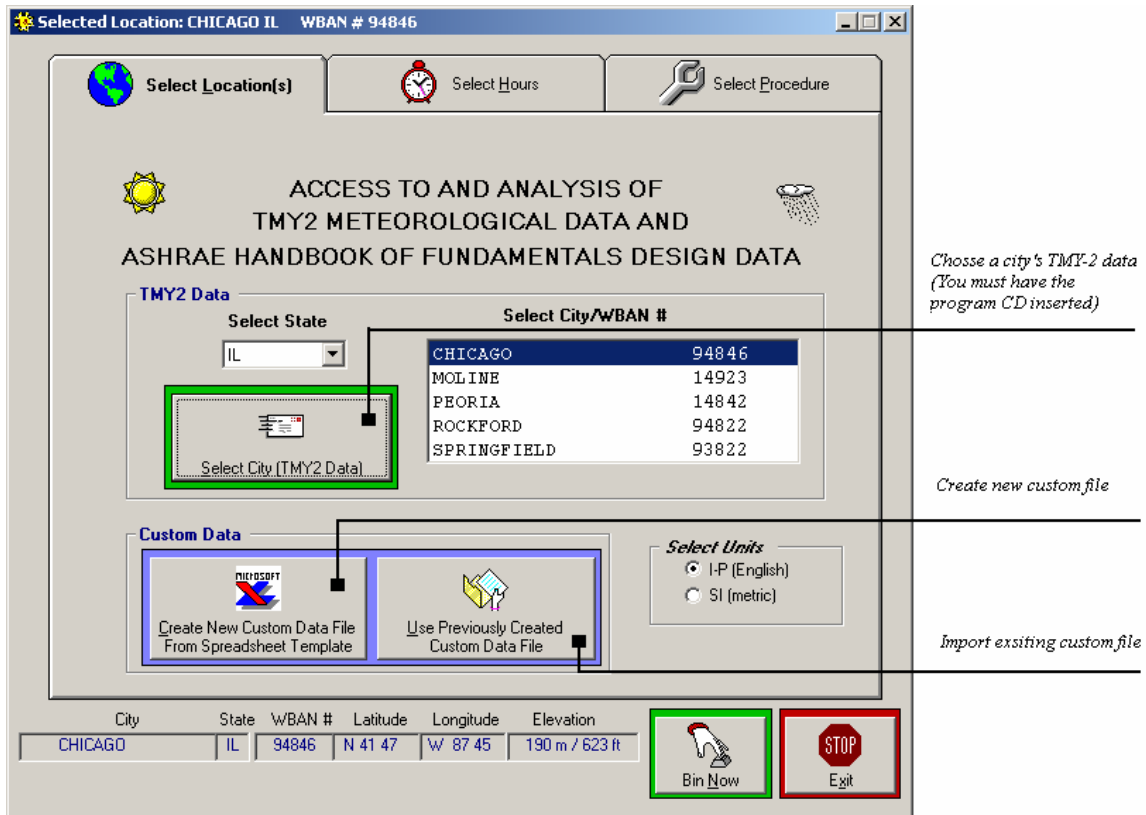 Selected Location: CHICAGO IL WBAN # 94846
Select Location(s)
Select Hours
Select Procedure
ACCESS TO AND ANALYSIS OF
TMY2 METEOROLOGICAL DATA AND
ASHRAE HANDBOOK OF FUNDAMENTALS DESIGN DATA
Chosse a city's TMY-2 data
(You must have the
program CD inserted)
TMY2 Data
Select State
Select City/WBAN #
IL
CHICAGO 94846
MOLINE 14923
PEORIA 14842
ROCKFORD 94822
SPRINGFIELD 93822
Select City (TMY2 Data)
Create new custom file
Custom Data
MICROSOFT
Create New Custom Data File
From Spreadsheet Template
Use Previously Created
Custom Data File
Select Units
I-P (English)
SI (metric)
Import exsiting custom file
City State WBAN # Latitude Longitude Elevation
CHICAGO IL 94846 N 41 47 W 87 45 190 m / 623 ft
Bin Now
STOP
Exit